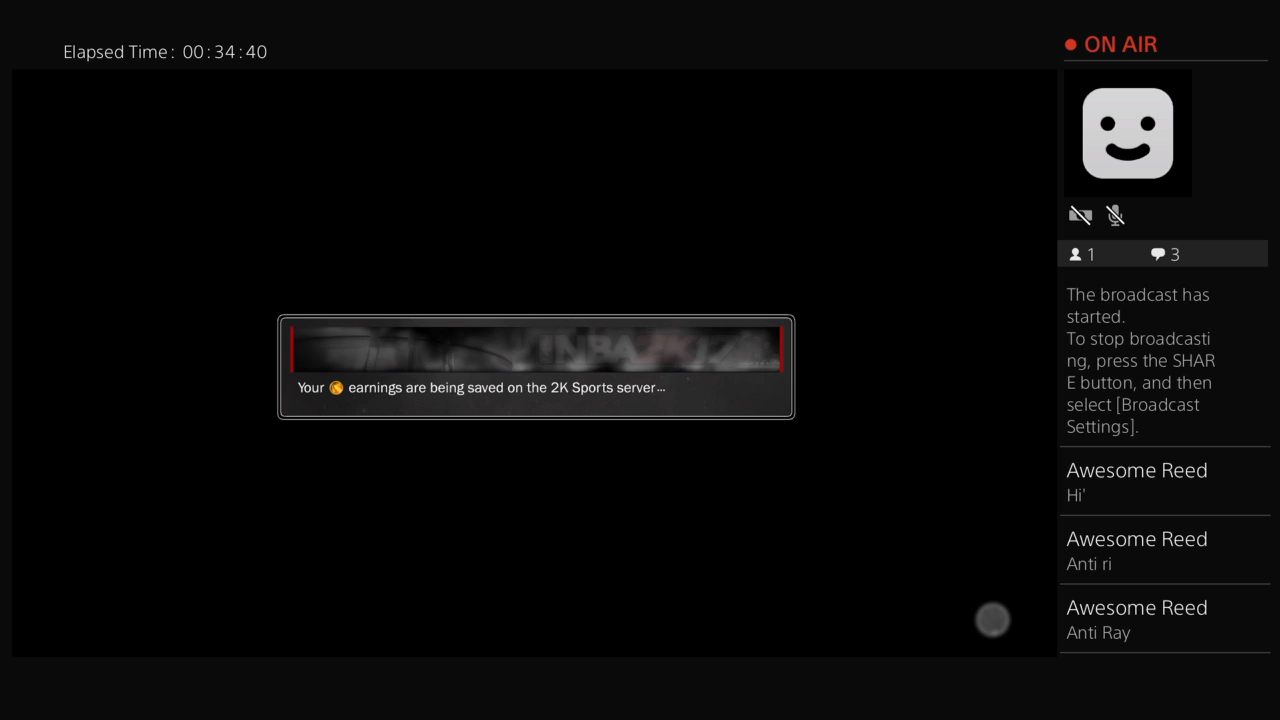 Elapsed Time: 00:34:40
ON AIR
1 3
NBA2K
Your earnings are being saved on the 2K Sports server...
The broadcast has
started.
To stop broadcasti
ng, press the SHAR
E button, and then
select [Broadcast
Settings].
Awesome Reed
Hi'
Awesome Reed
Anti ri
Awesome Reed
Anti Ray